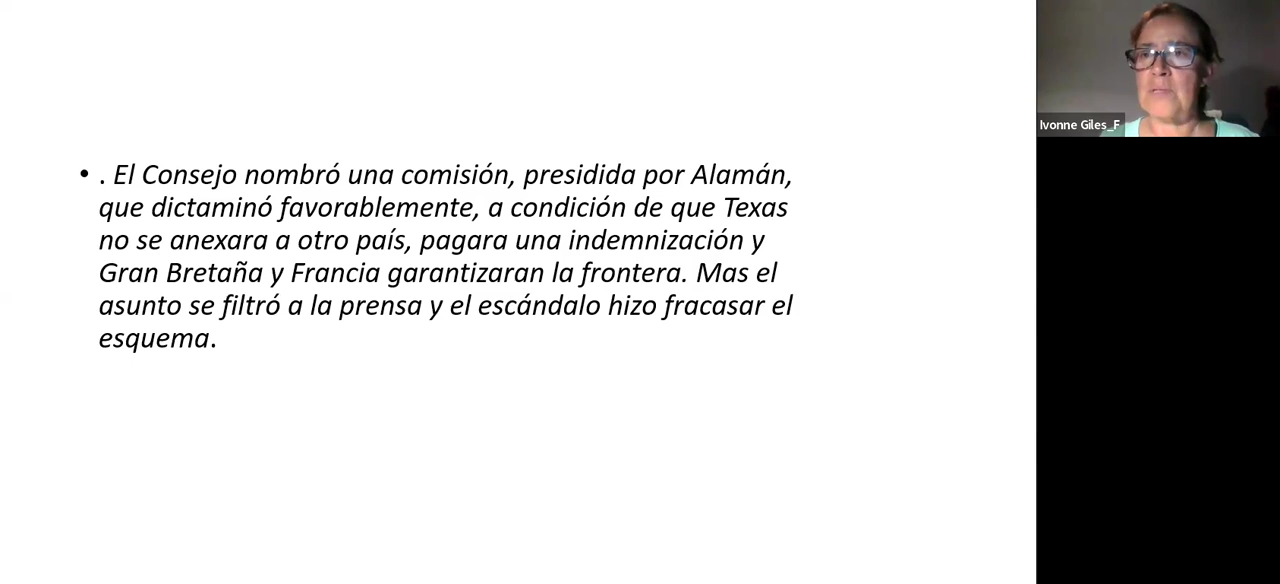 • . El Consejo nombró una comisión, presidida por Alamán,
que dictaminó favorablemente, a condición de que Texas
no se anexara a otro país, pagara una indemnización y
Gran Bretaña y Francia garantizaran la frontera. Mas el
asunto se filtró a la prensa y el escándalo hizo fracasar el
esquema.
Ivonne Giles_F